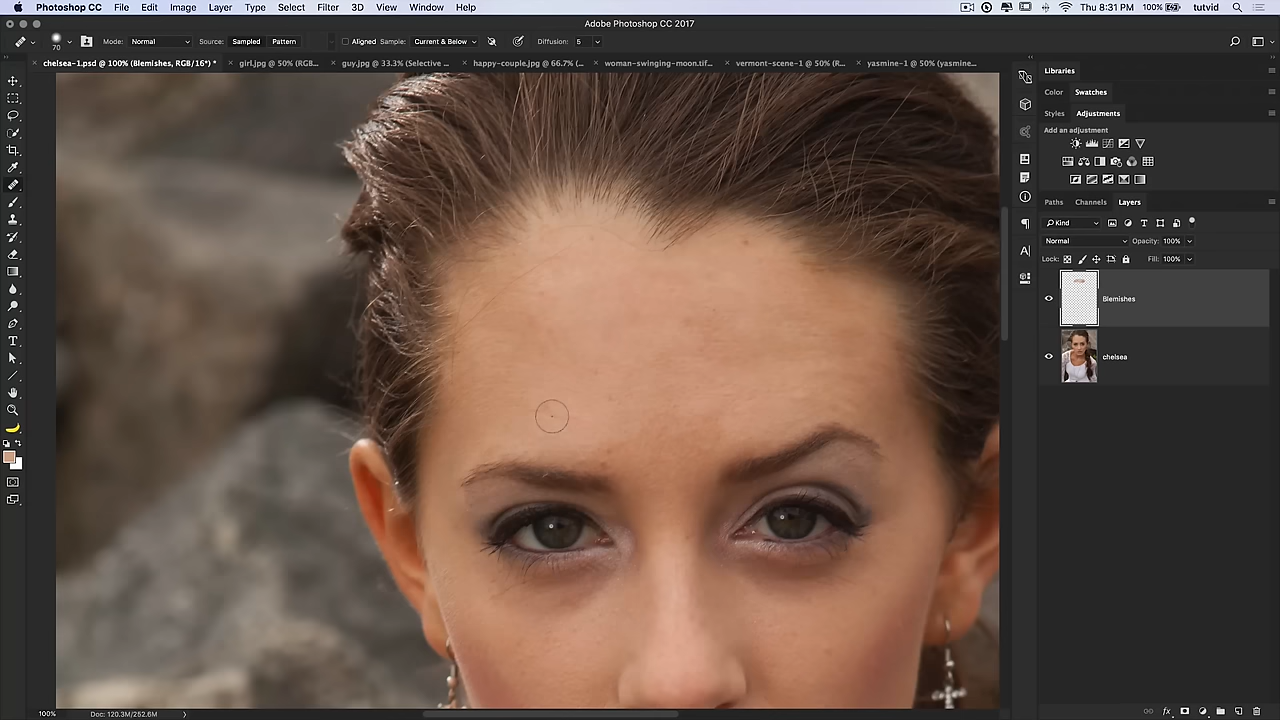 Photoshop CC File Edit Image Layer Type Select Filter 3D View Window Help Thu 8:31 PM 100% tutvid
Adobe Photoshop CC 2017
70 Mode: Normal Source: Sampled Pattern Aligned Sample: Current & Below Diffusion: 5
chelsea-1.psd @ 100% (Blemishes, RGB/16*) * girl.jpg @ 50% (RGB... guy.jpg @ 33.3% (Selective ... happy-couple.jpg @ 66.7% (... woman-swinging-moon.tif... vermont-scene-1 @ 50% (R... yasmine-1 @ 50% (yasmine...
Libraries
Color Swatches
Styles Adjustments
Add an adjustment
Paths Channels Layers
Kind
Normal Opacity: 100%
Lock: Fill: 100%
Blemishes
chelsea
100% Doc: 120.3M/252.6M